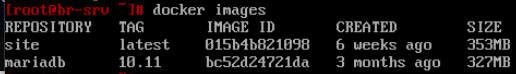 [root@br-srv ~]# docker images
REPOSITORY TAG IMAGE ID CREATED SIZE
site latest 015b4b821098 6 weeks ago 353MB
mariadb 10.11 bc52d24721da 3 months ago 327MB